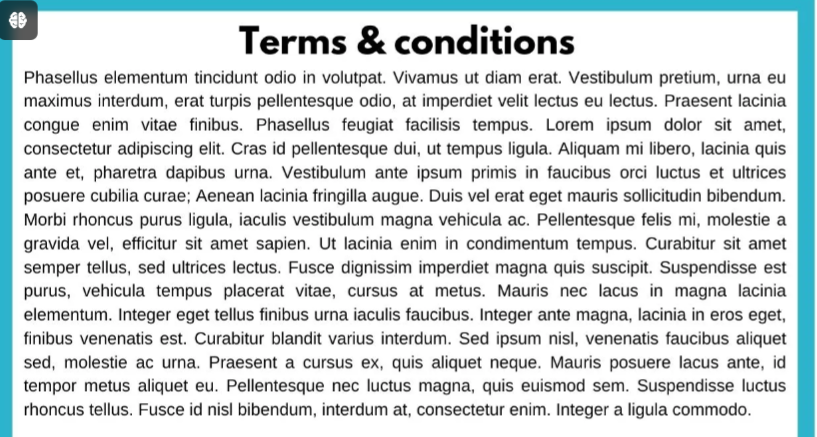 Terms & conditions
Phasellus elementum tincidunt odio in volutpat. Vivamus ut diam erat. Vestibulum pretium, urna eu
maximus interdum, erat turpis pellentesque odio, at imperdiet velit lectus eu lectus. Praesent lacinia
congue enim vitae finibus. Phasellus feugiat facilisis tempus. Lorem ipsum dolor sit amet,
consectetur adipiscing elit. Cras id pellentesque dui, ut tempus ligula. Aliquam mi libero, lacinia quis
ante et, pharetra dapibus urna. Vestibulum ante ipsum primis in faucibus orci luctus et ultrices
posuere cubilia curae; Aenean lacinia fringilla augue. Duis vel erat eget mauris sollicitudin bibendum.
Morbi rhoncus purus ligula, iaculis vestibulum magna vehicula ac. Pellentesque felis mi, molestie a
gravida vel, efficitur sit amet sapien. Ut lacinia enim in condimentum tempus. Curabitur sit amet
semper tellus, sed ultrices lectus. Fusce dignissim imperdiet magna quis suscipit. Suspendisse est
purus, vehicula tempus placerat vitae, cursus at metus. Mauris nec lacus in magna lacinia
elementum. Integer eget tellus finibus urna iaculis faucibus. Integer ante magna, lacinia in eros eget,
finibus venenatis est. Curabitur blandit varius interdum. Sed ipsum nisl, venenatis faucibus aliquet
sed, molestie ac urna. Praesent a cursus ex, quis aliquet neque. Mauris posuere lacus ante, id
tempor metus aliquet eu. Pellentesque nec luctus magna, quis euismod sem. Suspendisse luctus
rhoncus tellus. Fusce id nisl bibendum, interdum at, consectetur enim. Integer a ligula commodo.